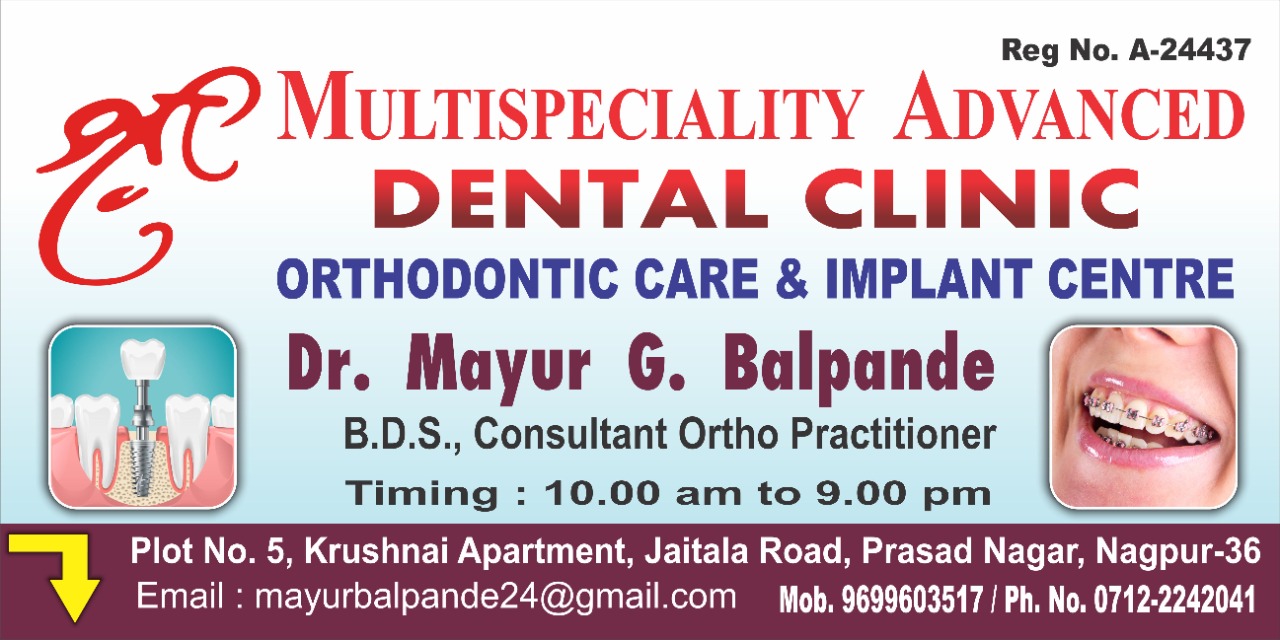 Reg No. A-24437
श्री
MULTISPECIALITY ADVANCED
DENTAL CLINIC
ORTHODONTIC CARE & IMPLANT CENTRE
Dr. Mayur G. Balpande
B.D.S., Consultant Ortho Practitioner
Timing : 10.00 am to 9.00 pm
Plot No. 5, Krushnai Apartment, Jaitala Road, Prasad Nagar, Nagpur-36
Email : mayurbalpande24@gmail.com Mob. 9699603517 / Ph. No. 0712-2242041